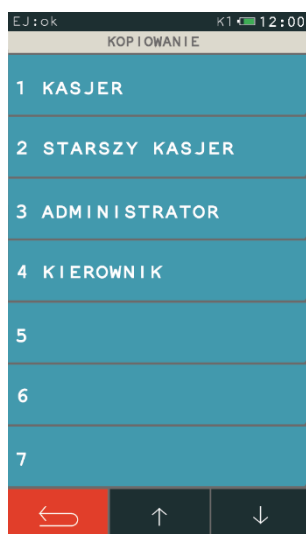 EJ:ok K1 12:00
KOPIOWANIE
1 KASJER
2 STARSZY KASJER
3 ADMINISTRATOR
4 KIEROWNIK
5
6
7